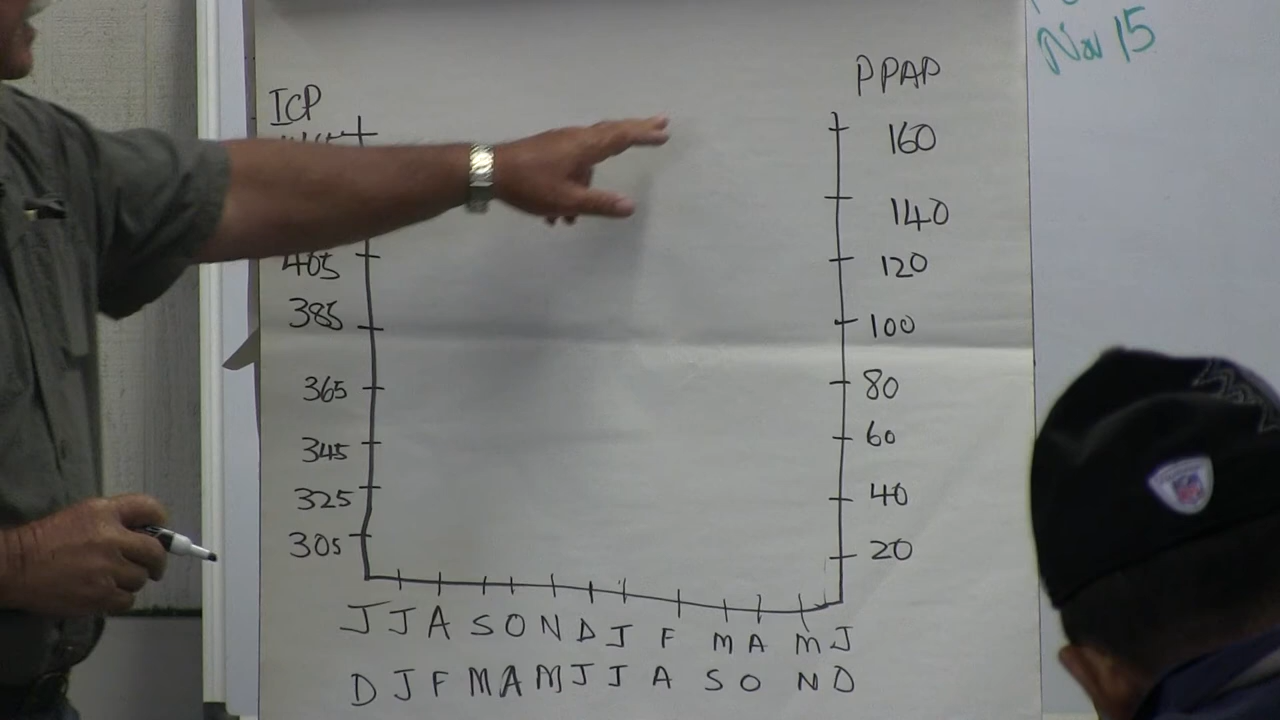 Nov 15
ICP
PPAP
160
140
405
120
385
100
365
80
345
60
325
40
305
20
J J A S O N D J F M A M J
D J F M A M J J A S O N D